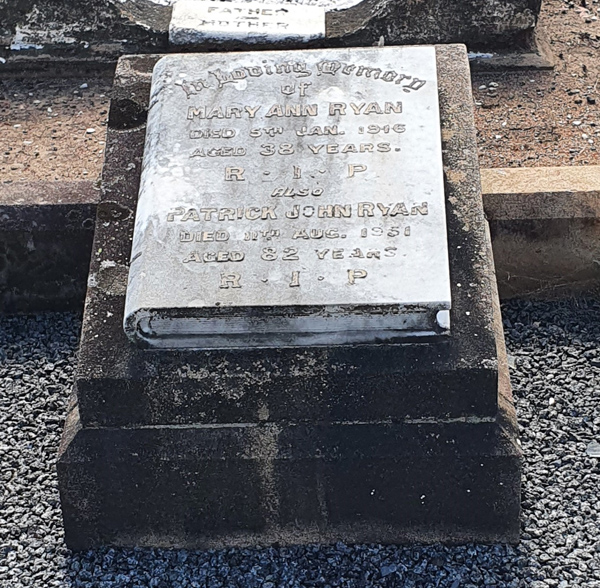 FATHER
MOTHER
In Loving Memory
of
MARY ANN RYAN
DIED 5TH JAN. 1916
AGED 38 YEARS.
R · I · P
ALSO
PATRICK JOHN RYAN
DIED 11TH AUG. 1951
AGED 82 YEARS
R · I · P